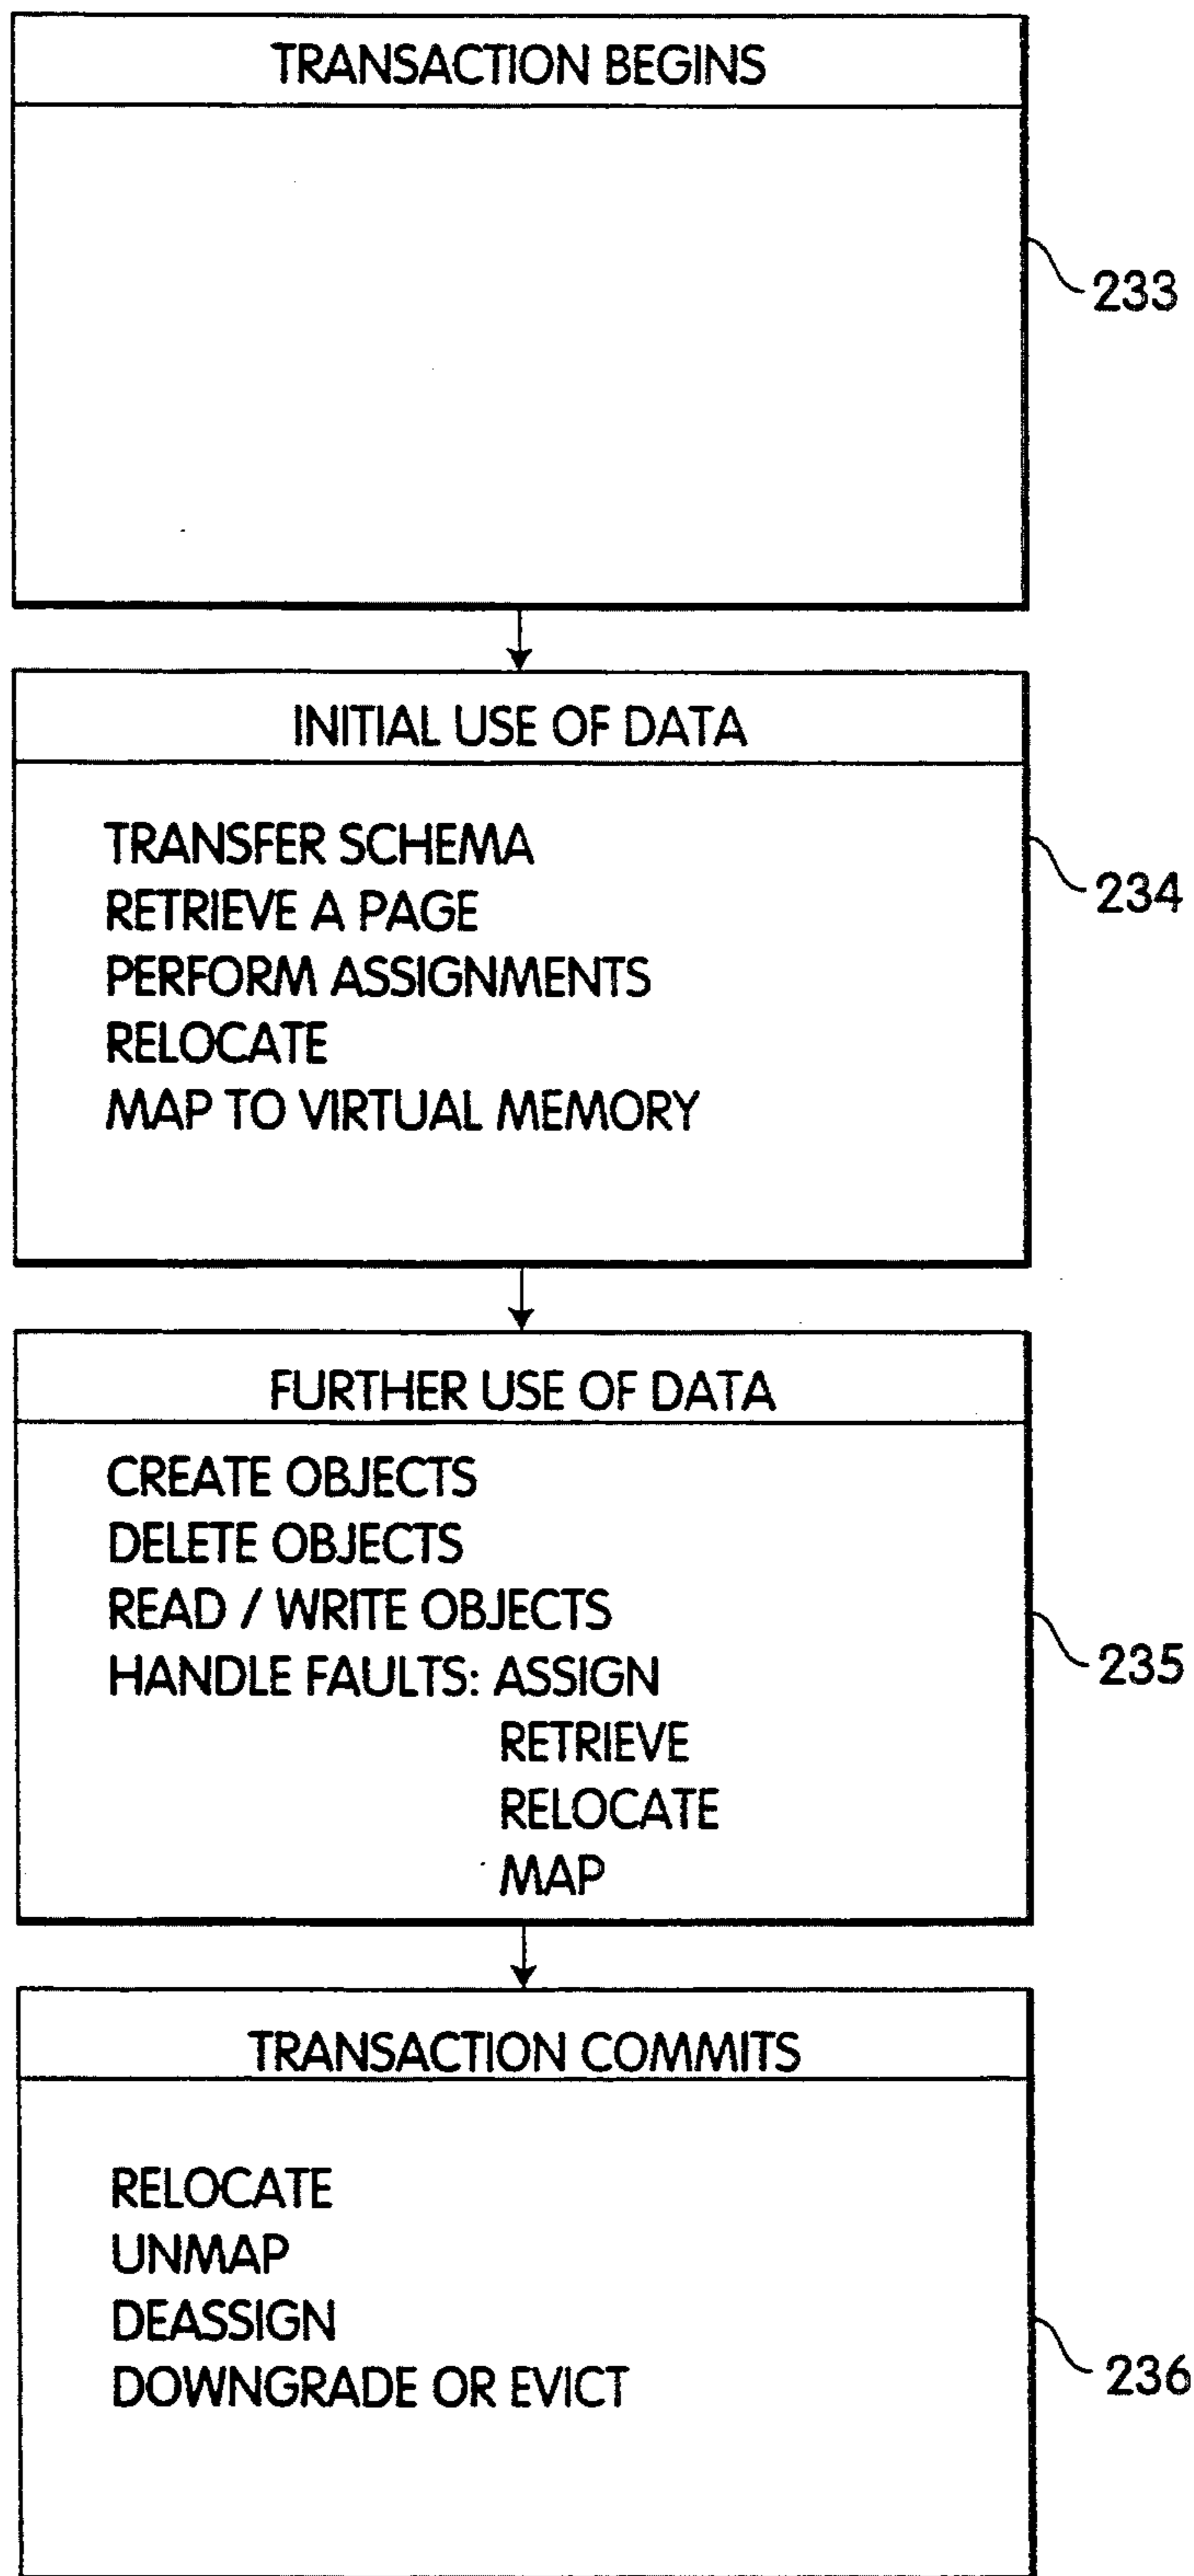 TRANSACTION BEGINS
233
INITIAL USE OF DATA
TRANSFER SCHEMA
234
RETRIEVE A PAGE
PERFORM ASSIGNMENTS
RELOCATE
MAP TO VIRTUAL MEMORY
FURTHER USE OF DATA
CREATE OBJECTS
DELETE OBJECTS
READ / WRITE OBJECTS
235
HANDLE FAULTS: ASSIGN
RETRIEVE
RELOCATE
MAP
TRANSACTION COMMITS
RELOCATE
UNMAP
DEASSIGN
DOWNGRADE OR EVICT
236